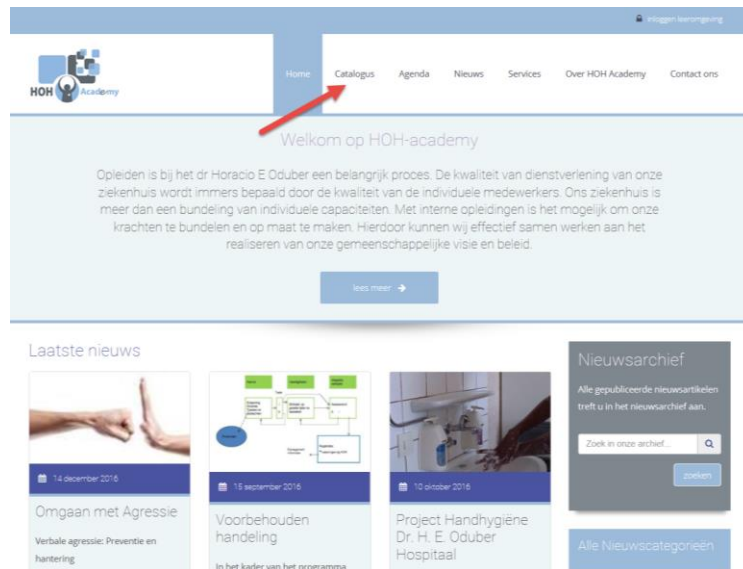 inloggen leeromgeving
HOH Academy
Home Catalogus Agenda Nieuws Services Over HOH Academy Contact ons
Welkom op HOH-academy
Opleiden is bij het dr Horacio E Oduber een belangrijk proces. De kwaliteit van dienstverlening van onze
ziekenhuis wordt immers bepaald door de kwaliteit van de individuele medewerkers. Ons ziekenhuis is
meer dan een bundeling van individuele capaciteiten. Met interne opleidingen is het mogelijk om onze
krachten te bundelen en op maat te maken. Hierdoor kunnen wij effectief samen werken aan het
realiseren van onze gemeenschappelijke visie en beleid.
lees meer
Laatste nieuws
14 december 2016
Omgaan met Agressie
Verbale agressie: Preventie en
hantering
15 september 2016
Voorbehouden
handeling
In het kader van het programma
10 oktober 2016
Project Handhygiëne
Dr. H. E. Oduber
Hospitaal
Nieuwsarchief
Alle gepubliceerde nieuwsartikelen
treft u in het nieuwsarchief aan.
Zoek in onze archief...
zoeken
Alle Nieuwscategorieën